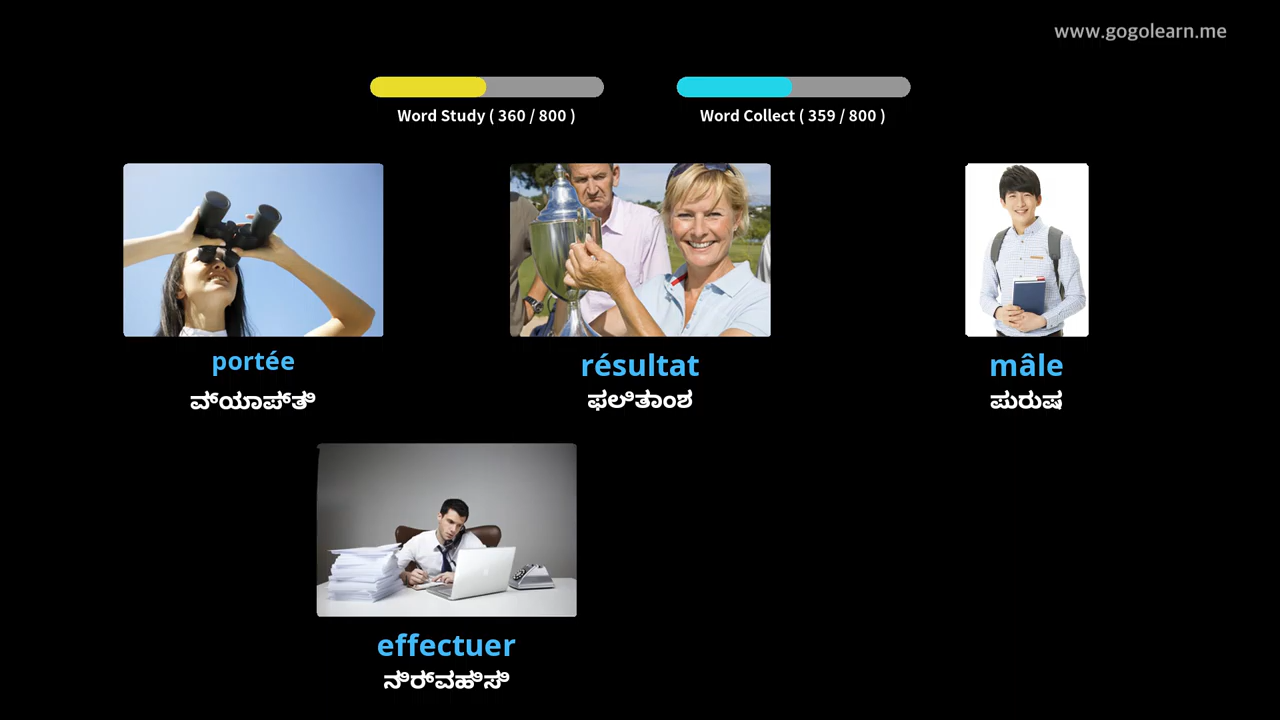 www.gogolearn.me
Word Study ( 360 / 800 )
Word Collect ( 359 / 800 )
portée
résultat
mâle
ವ್ಯಾಪ್ತಿ
ಫಲಿತಾಂಶ
ಪುರುಷ
effectuer
ನಿರ್ವಹಿಸಿ